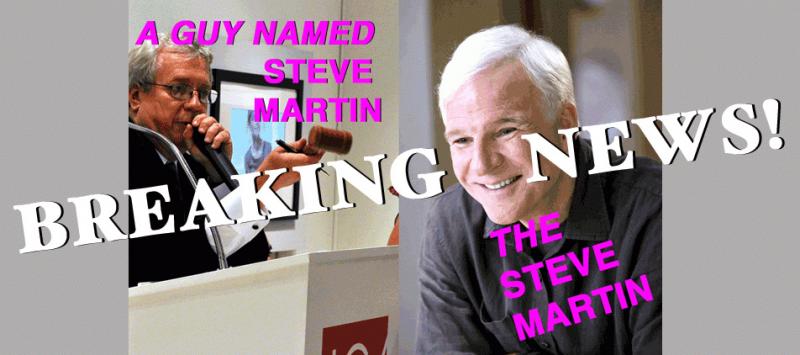 A GUY NAMED
STEVE
MARTIN
BREAKING NEWS!
THE
STEVE
MARTIN